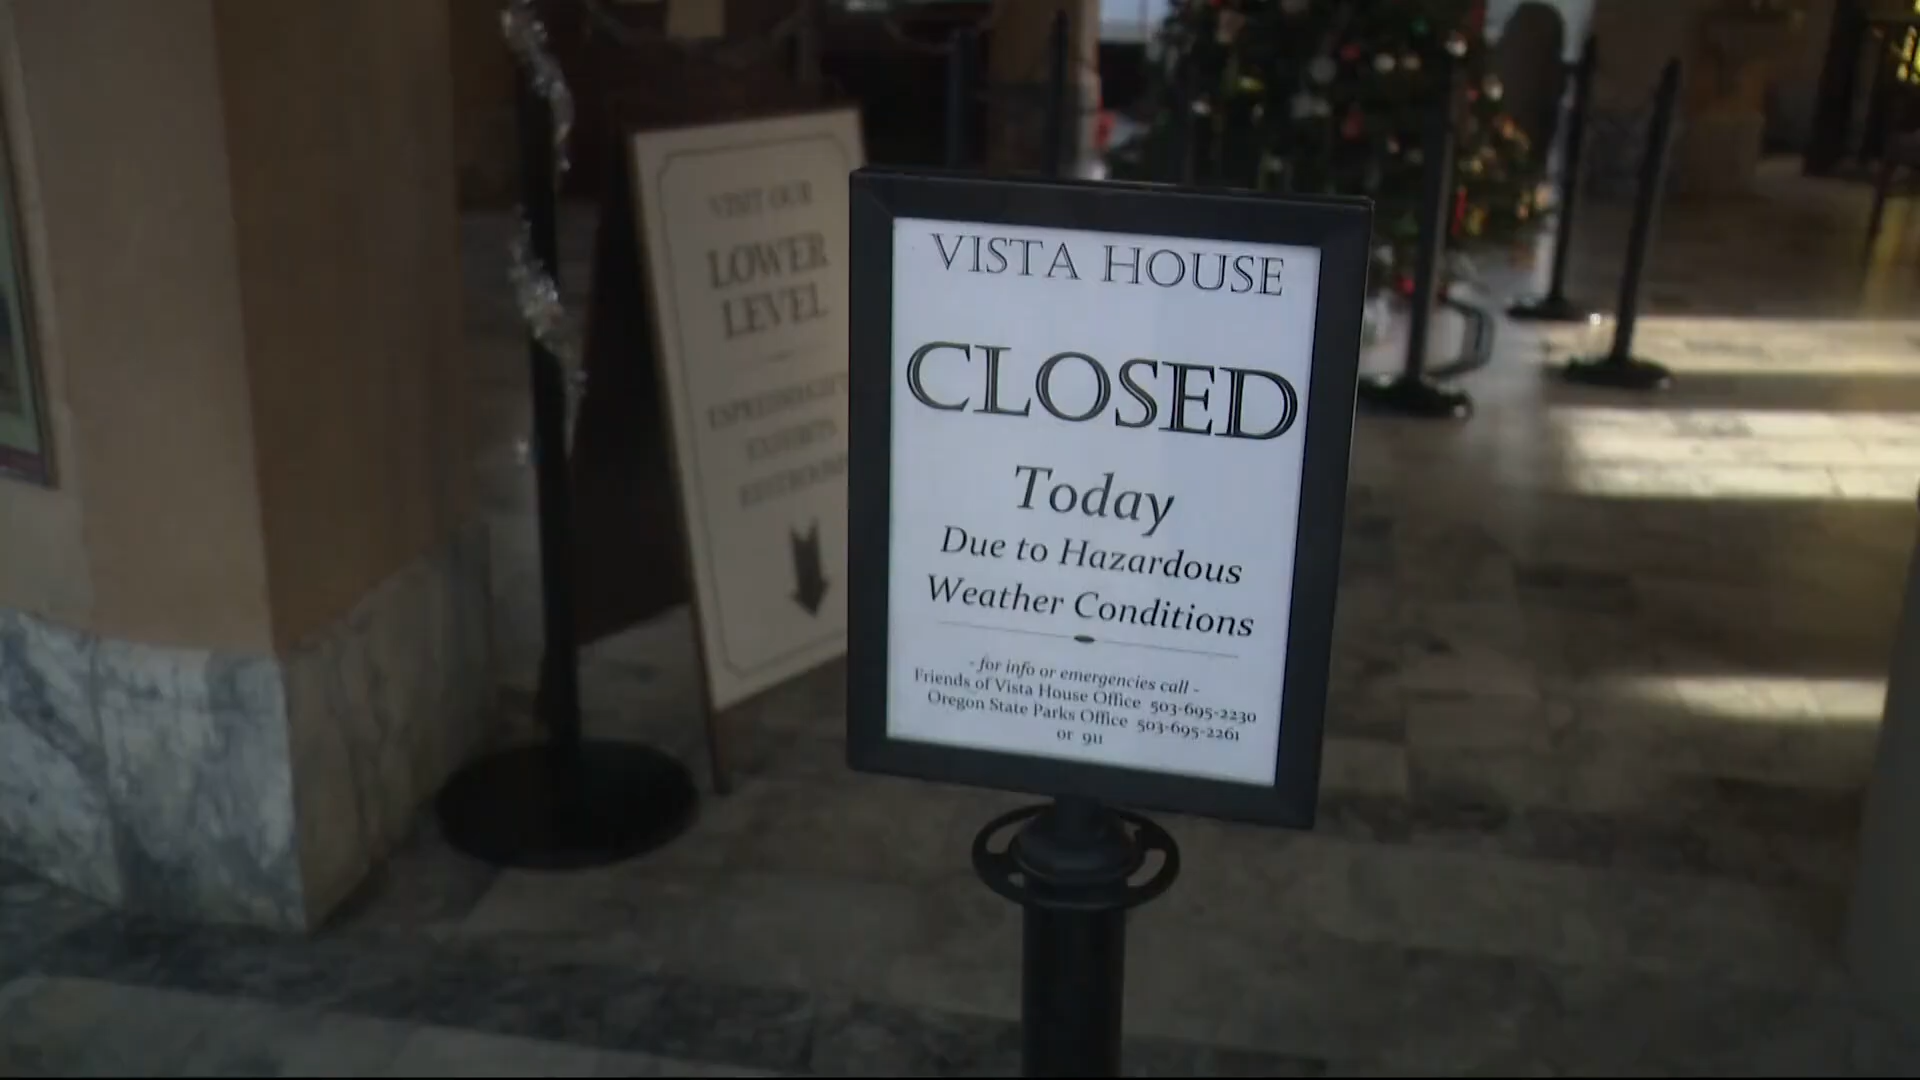 VISIT OUR
LOWER
LEVEL
EXHIBITS
VISTA HOUSE
CLOSED
Today
Due to Hazardous
Weather Conditions
- for info or emergencies call -
Friends of Vista House Office 503-695-2230
Oregon State Parks Office 503-695-2261
or 911